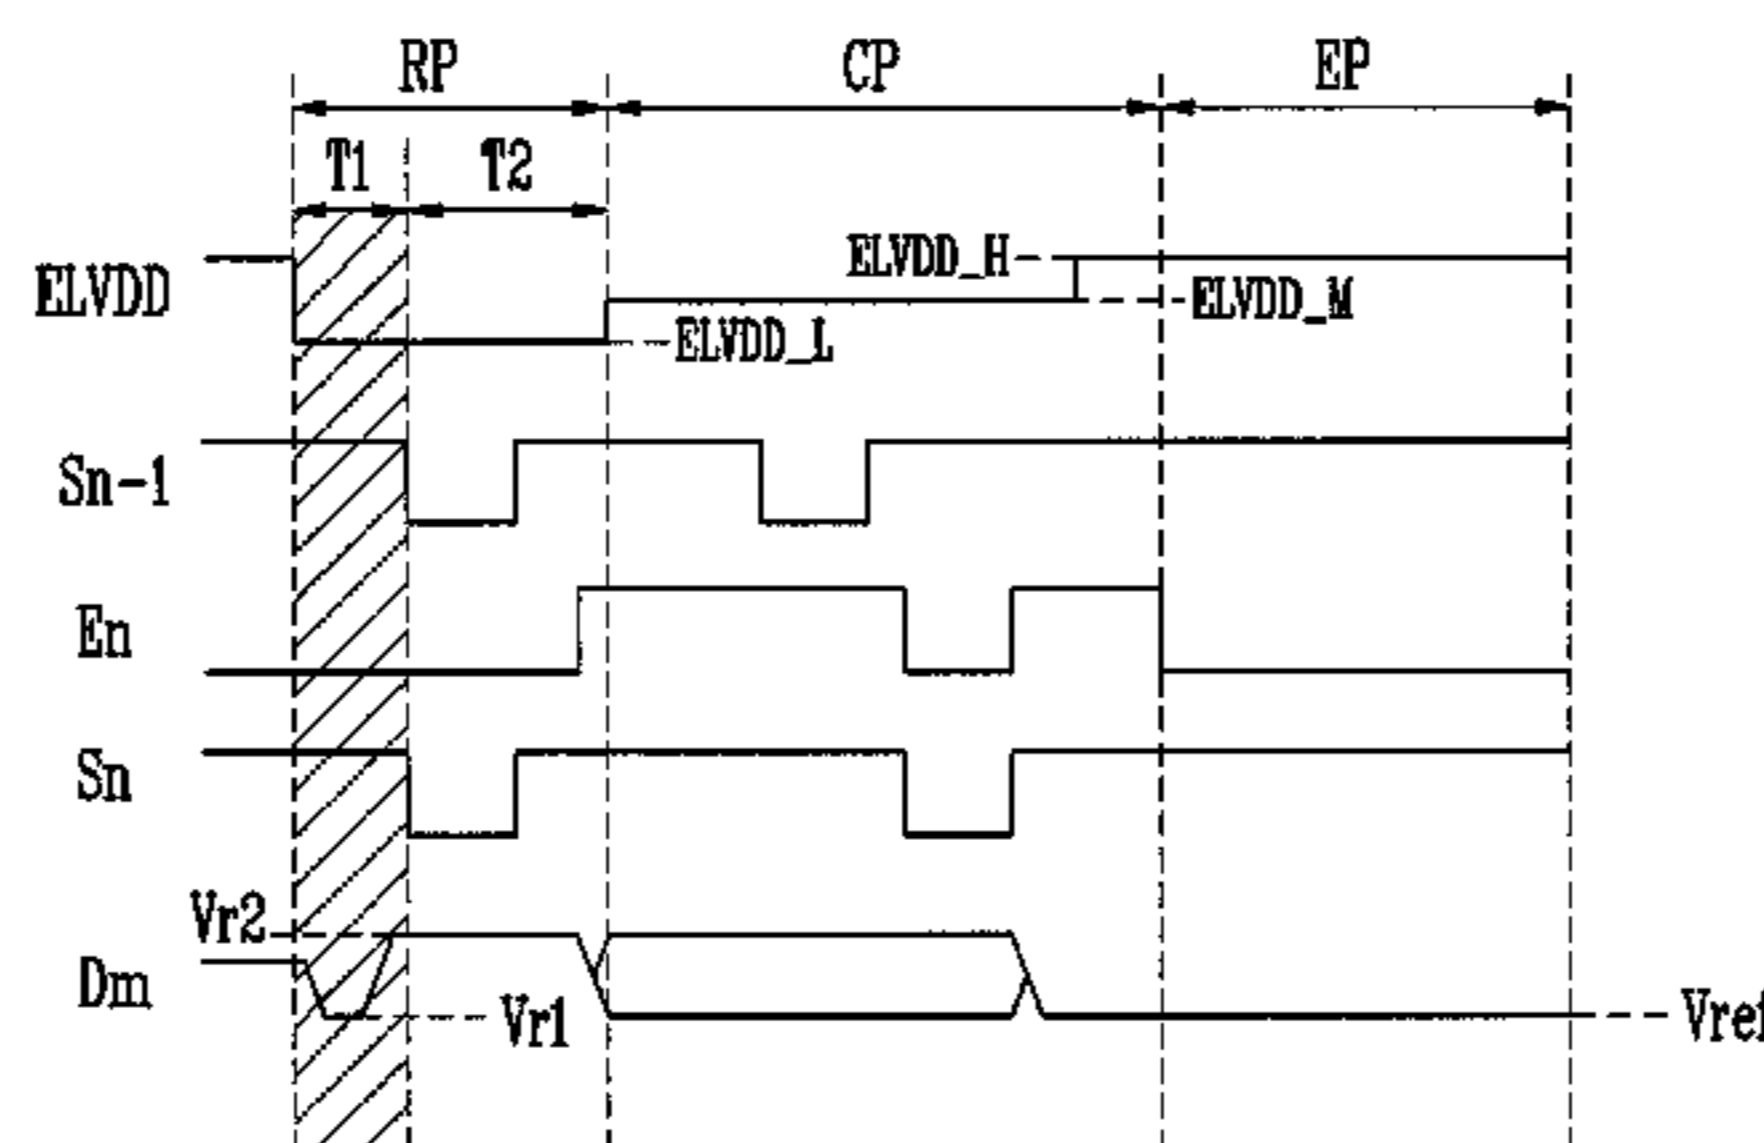 RP CP EP
T1 T2
ELVDD ELVDD_H
ELVDD_M
ELVDD_L
Sn-1
En
Sn
Vr2
Dm
Vr1
Vref